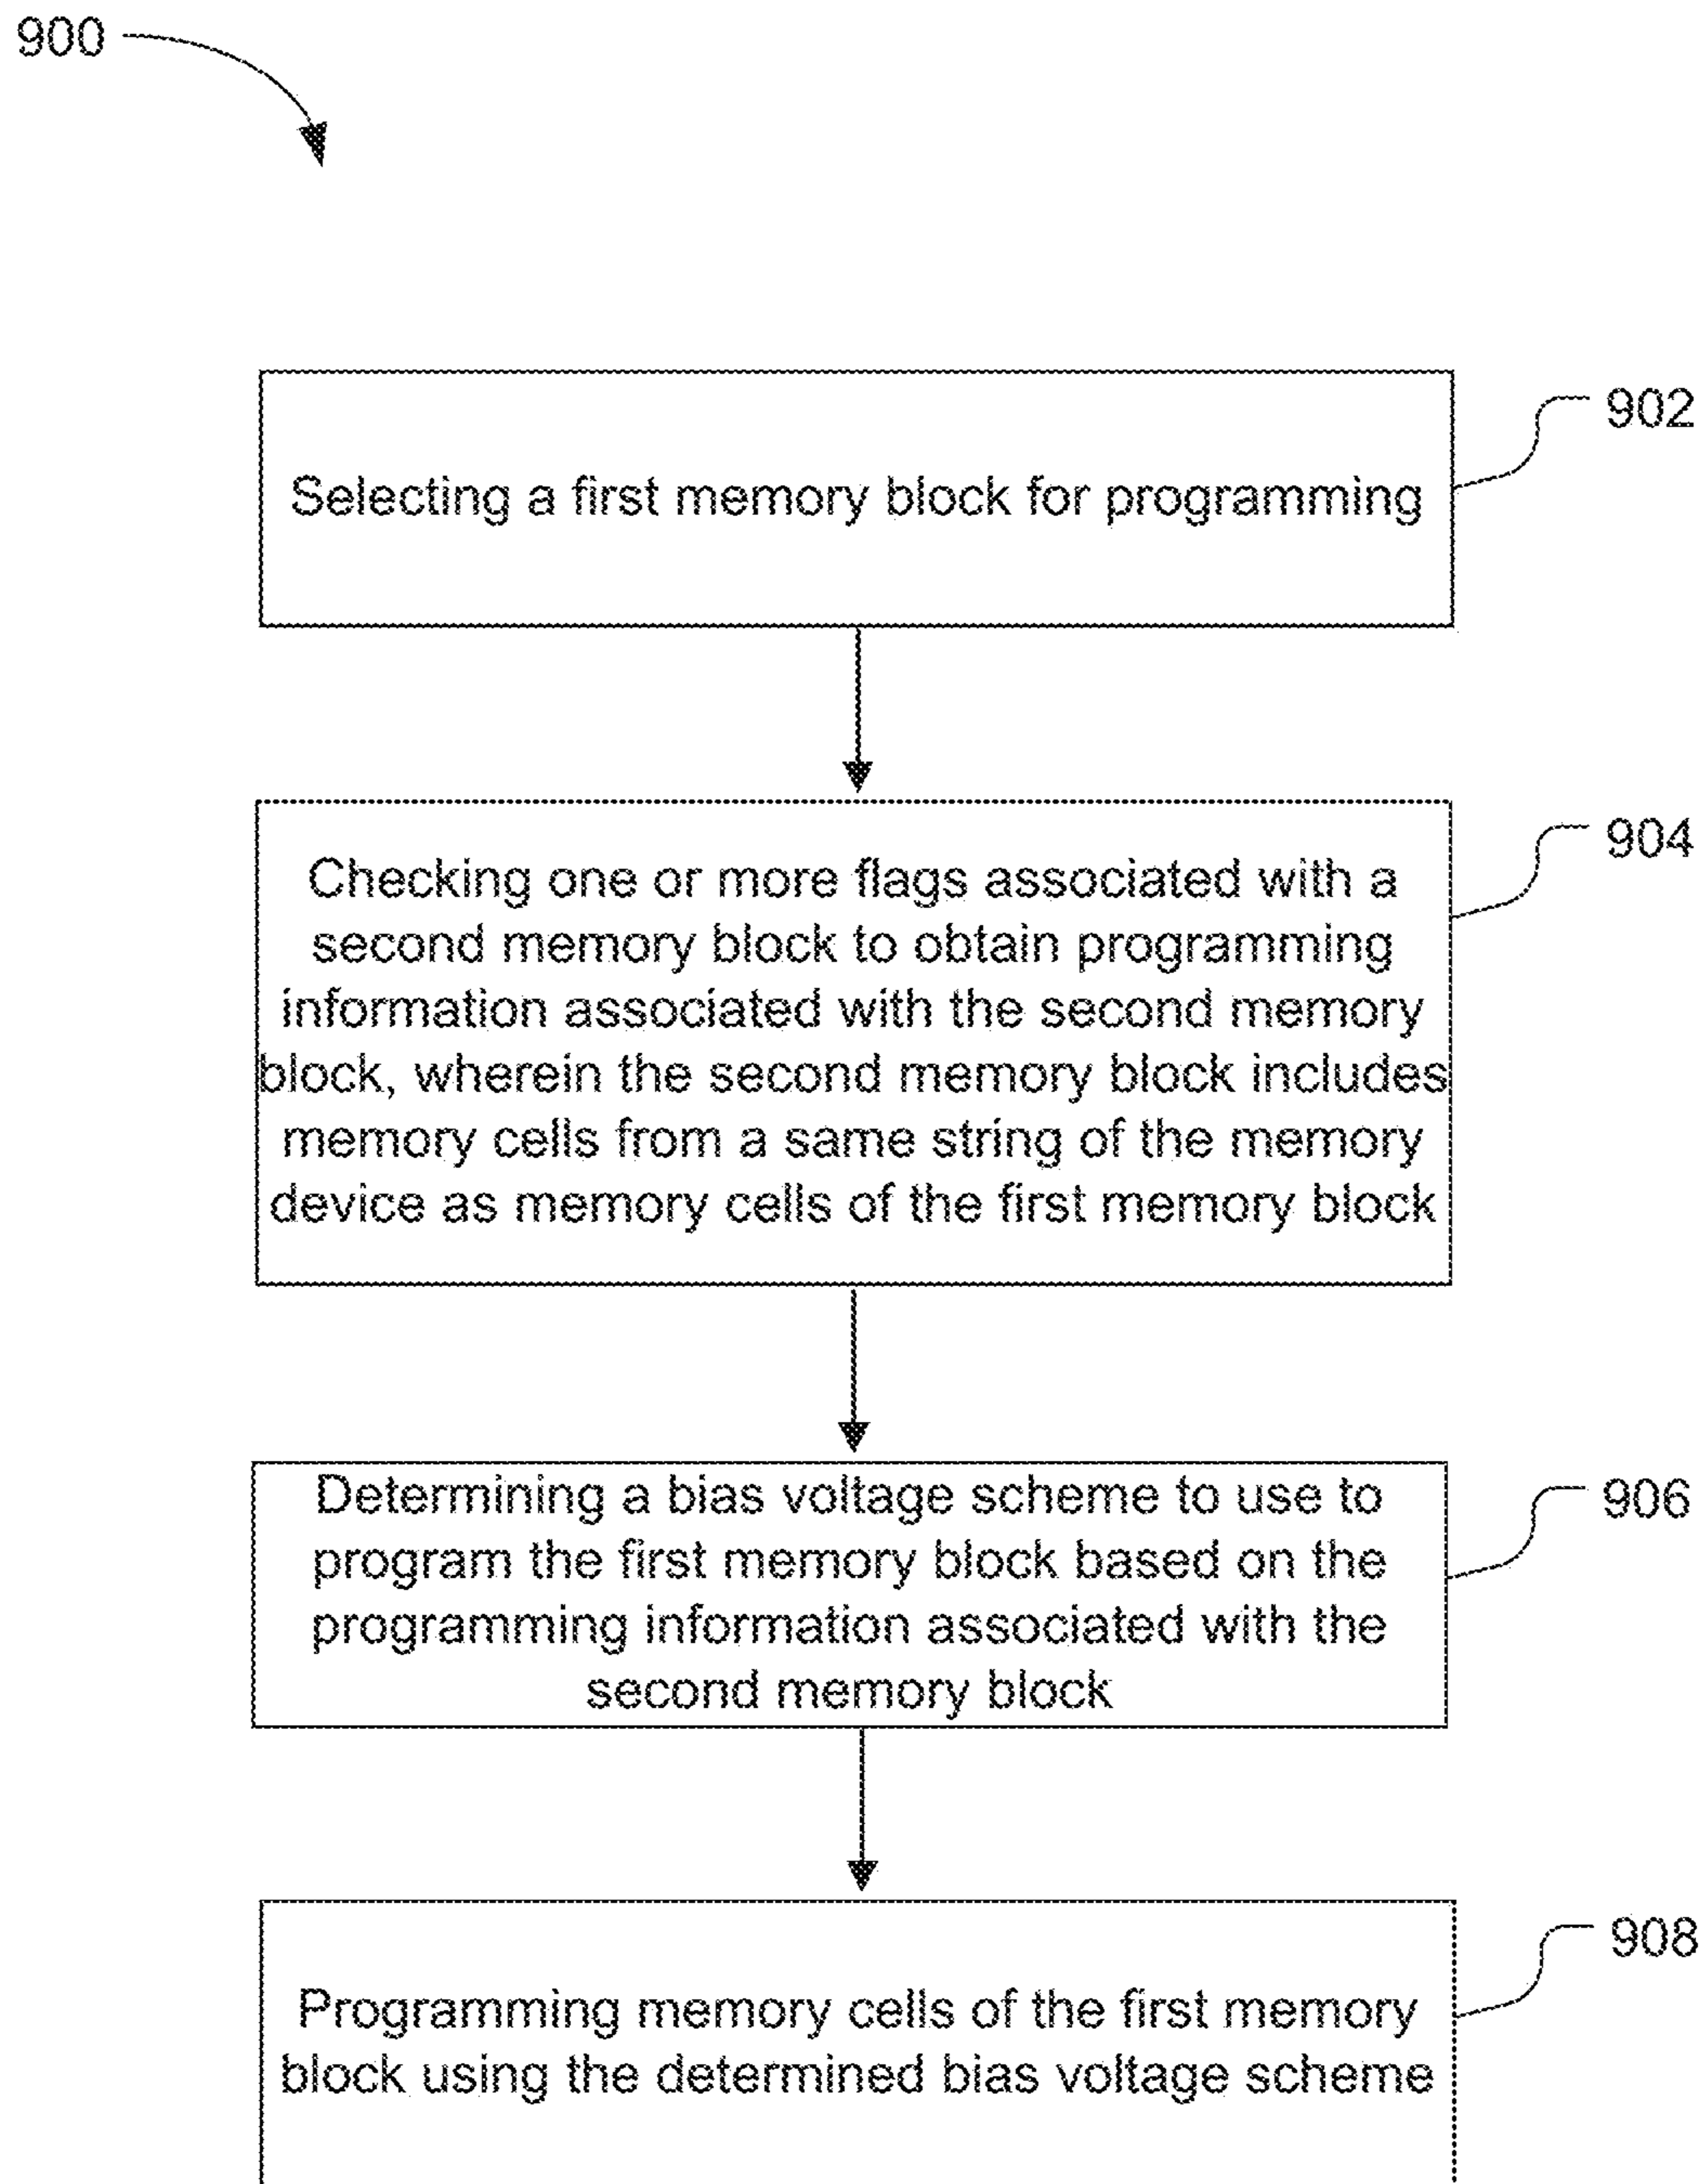 900
Selecting a first memory block for programming
902
Checking one or more flags associated with a
second memory block to obtain programming
information associated with the second memory
block, wherein the second memory block includes
memory cells from a same string of the memory
device as memory cells of the first memory block
904
Determining a bias voltage scheme to use to
program the first memory block based on the
programming information associated with the
second memory block
906
Programming memory cells of the first memory
block using the determined bias voltage scheme
908